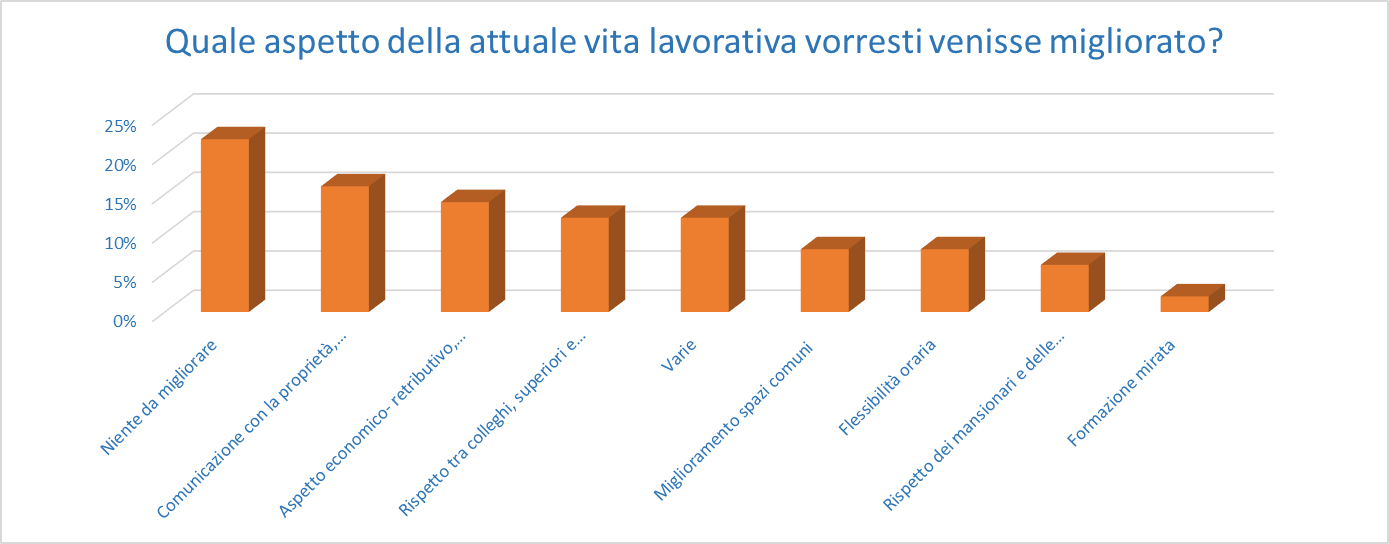 Quale aspetto della attuale vita lavorativa vorresti venisse migliorato?
25%
20%
15%
10%
5%
0%
Niente da migliorare
Comunicazione con la proprietà,...
Aspetto economico- retributivo,...
Rispetto tra colleghi, superiori e...
Varie
Miglioramento spazi comuni
Flessibilità oraria
Rispetto dei mansionari e delle...
Formazione mirata